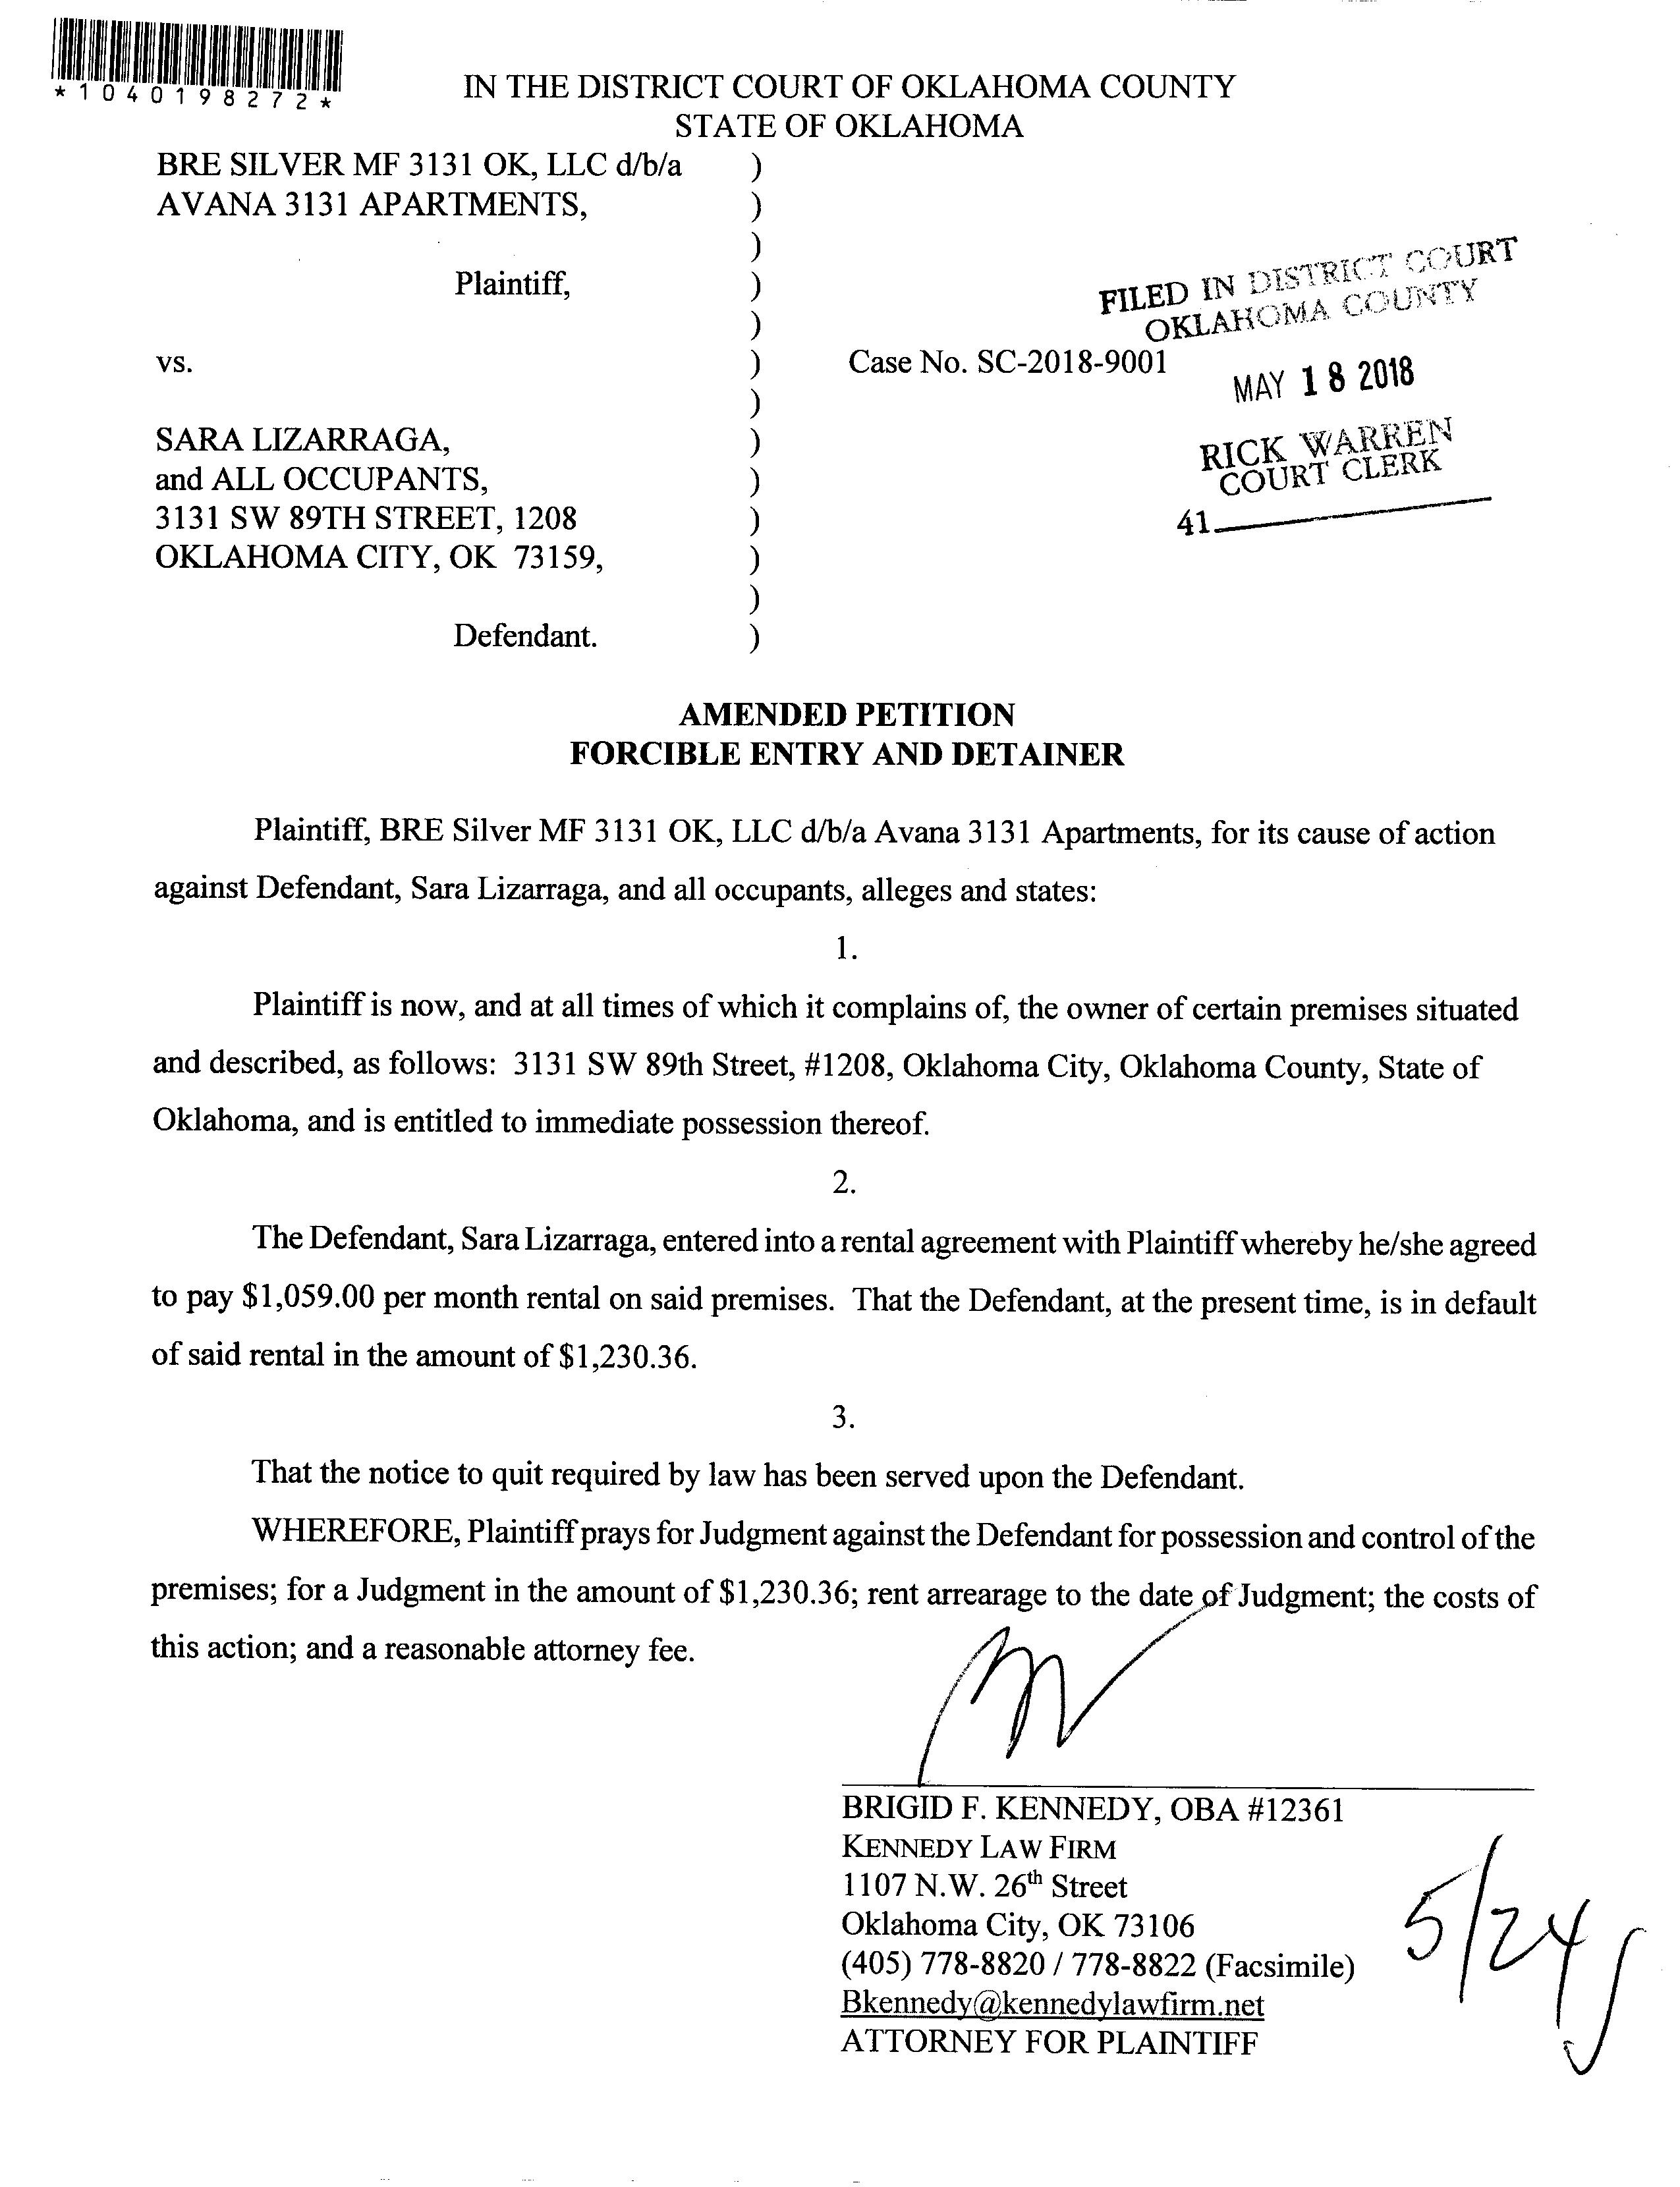 *1040198272*
IN THE DISTRICT COURT OF OKLAHOMA COUNTY
STATE OF OKLAHOMA
BRE SILVER MF 3131 OK, LLC d/b/a )
AVANA 3131 APARTMENTS, )
)
Plaintiff, )
)
vs. ) Case No. SC-2018-9001
)
SARA LIZARRAGA, )
and ALL OCCUPANTS, )
3131 SW 89TH STREET, 1208 )
OKLAHOMA CITY, OK 73159, )
)
Defendant. )
FILED IN DISTRICT COURT
OKLAHOMA COUNTY
MAY 18 2018
RICK WARREN
COURT CLERK
41
AMENDED PETITION
FORCIBLE ENTRY AND DETAINER
Plaintiff, BRE Silver MF 3131 OK, LLC d/b/a Avana 3131 Apartments, for its cause of action
against Defendant, Sara Lizarraga, and all occupants, alleges and states:
1.
Plaintiff is now, and at all times of which it complains of, the owner of certain premises situated
and described, as follows: 3131 SW 89th Street, #1208, Oklahoma City, Oklahoma County, State of
Oklahoma, and is entitled to immediate possession thereof.
2.
The Defendant, Sara Lizarraga, entered into a rental agreement with Plaintiff whereby he/she agreed
to pay $1,059.00 per month rental on said premises. That the Defendant, at the present time, is in default
of said rental in the amount of $1,230.36.
3.
That the notice to quit required by law has been served upon the Defendant.
WHEREFORE, Plaintiff prays for Judgment against the Defendant for possession and control of the
premises; for a Judgment in the amount of $1,230.36; rent arrearage to the date of Judgment; the costs of
this action; and a reasonable attorney fee.
BRIGID F. KENNEDY, OBA #12361
KENNEDY LAW FIRM
1107 N.W. 26th Street
Oklahoma City, OK 73106
(405) 778-8820 / 778-8822 (Facsimile)
Bkennedy@kennedylawfirm.net
ATTORNEY FOR PLAINTIFF
5/24